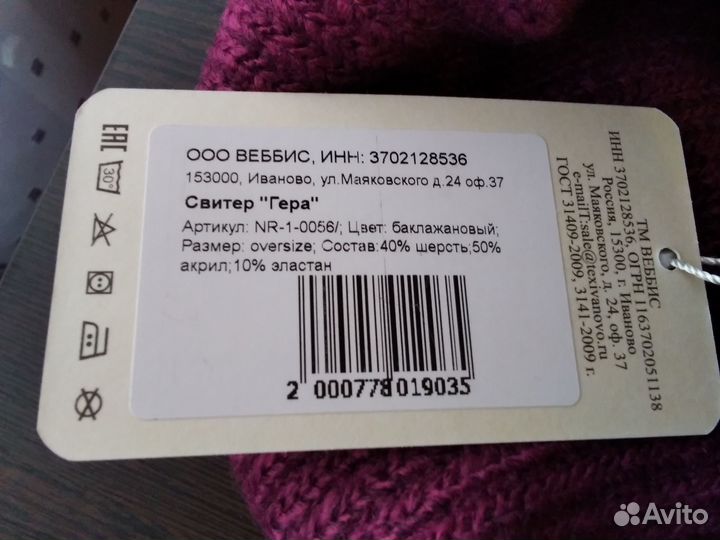 EAC
30°
ООО ВЕББИС, ИНН: 3702128536
153000, Иваново, ул.Маяковского д.24 оф.37
Свитер "Гера"
Артикул: NR-1-0056/; Цвет: баклажановый;
Размер: oversize; Состав:40% шерсть;50%
акрил;10% эластан
2 000778 019035
ТМ ВЕББИС
ИНН 3702128536, ОГРН 1163702051138
Россия, 15300, г. Иваново
ул. Маяковского, д. 24, оф. 37
e-mailT:sale@texivanovo.ru
ГОСТ 31409-2009, 3141-2009 г.
Avito